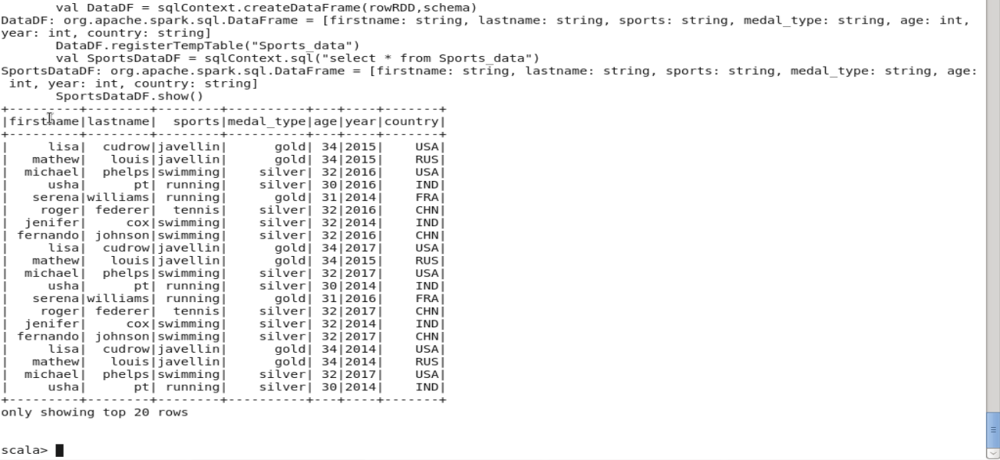 val DataDF = sqlContext.createDataFrame(rowRDD,schema)
DataDF: org.apache.spark.sql.DataFrame = [firstname: string, lastname: string, sports: string, medal_type: string, age: int,
year: int, country: string]
       DataDF.registerTempTable("Sports_data")
       val SportsDataDF = sqlContext.sql("select * from Sports_data")
SportsDataDF: org.apache.spark.sql.DataFrame = [firstname: string, lastname: string, sports: string, medal_type: string, age:
 int, year: int, country: string]
       SportsDataDF.show()
+---------+--------+--------+----------+---+----+-------+
|firstname|lastname|  sports|medal_type|age|year|country|
+---------+--------+--------+----------+---+----+-------+
|     lisa|  cudrow|javellin|      gold| 34|2015|    USA|
|   mathew|   louis|javellin|      gold| 34|2015|    RUS|
|  michael|  phelps|swimming|    silver| 32|2016|    USA|
|     usha|      pt| running|    silver| 30|2016|    IND|
|   serena|williams| running|      gold| 31|2014|    FRA|
|    roger| federer|  tennis|    silver| 32|2016|    CHN|
|  jenifer|     cox|swimming|    silver| 32|2014|    IND|
| fernando| johnson|swimming|    silver| 32|2016|    CHN|
|     lisa|  cudrow|javellin|      gold| 34|2017|    USA|
|   mathew|   louis|javellin|      gold| 34|2015|    RUS|
|  michael|  phelps|swimming|    silver| 32|2017|    USA|
|     usha|      pt| running|    silver| 30|2014|    IND|
|   serena|williams| running|      gold| 31|2016|    FRA|
|    roger| federer|  tennis|    silver| 32|2017|    CHN|
|  jenifer|     cox|swimming|    silver| 32|2014|    IND|
| fernando| johnson|swimming|    silver| 32|2017|    CHN|
|     lisa|  cudrow|javellin|      gold| 34|2014|    USA|
|   mathew|   louis|javellin|      gold| 34|2014|    RUS|
|  michael|  phelps|swimming|    silver| 32|2017|    USA|
|     usha|      pt| running|    silver| 30|2014|    IND|
+---------+--------+--------+----------+---+----+-------+
only showing top 20 rows
scala>